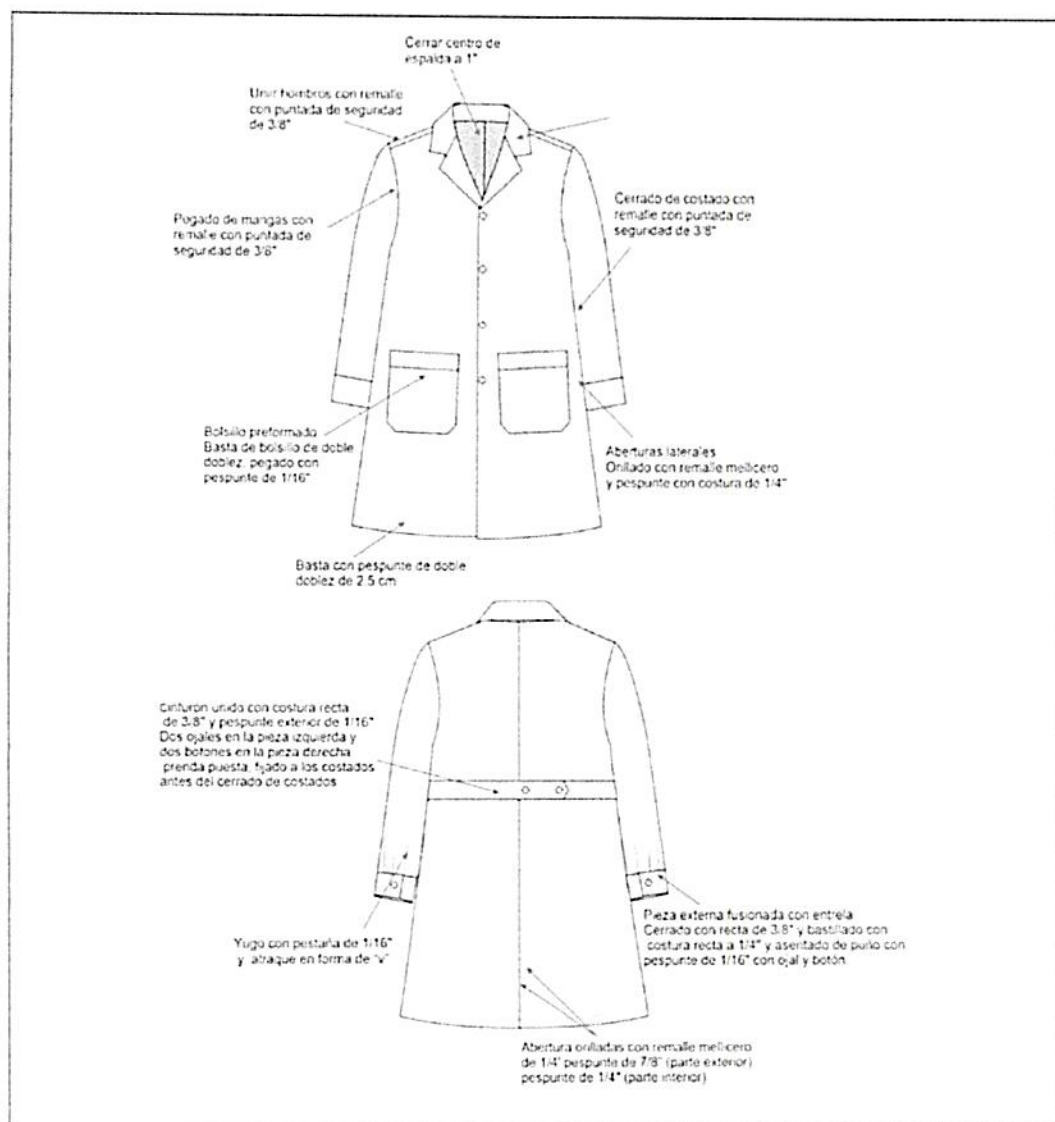 Cerrar centro de
espalda a 1"
Unir hombros con remalle
con puntada de seguridad
de 3/8"
Pegado de mangas con
remalle con puntada de
seguridad de 3/8"
Cerrado de costado con
remalle con puntada de
seguridad de 3/8"
Bolsillo preformado
Basta de bolsillo de doble
doblez, pegado con
pespunte de 1/16"
Aberturas laterales
Orillado con remalle mellicero
y pespunte con costura de 1/4"
Basta con pespunte de doble
doblez de 2.5 cm
Cinturón unido con costura recta
de 3/8" y pespunte exterior de 1/16"
Dos ojales en la pieza izquierda y
dos botones en la pieza derecha
prenda puesta, fijado a los costados
antes del cerrado de costados
Yugo con pestaña de 1/16"
y atraque en forma de "v"
Pieza externa fusionada con entretela
Cerrado con recta de 3/8" y bastillado con
costura recta a 1/4" y asentado de puño con
pespunte de 1/16" con ojal y botón.
Abertura orilladas con remalle mellicero
de 1/4" pespunte de 7/8" (parte exterior)
pespunte de 1/4" (parte interior)